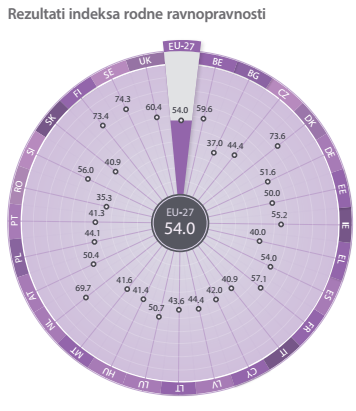 Rezultati indeksa rodne ravnopravnosti
EU-27
BE
BG
CZ
DK
DE
EE
IE
EL
ES
FR
IT
CY
LV
LT
LU
HU
MT
NL
AT
PL
PT
RO
SI
SK
FI
SE
UK
54.0
59.6
37.0
44.4
73.6
51.6
50.0
55.2
40.0
54.0
57.1
40.9
42.0
44.4
43.6
50.7
41.4
41.6
69.7
50.4
44.1
41.3
35.3
56.0
40.9
73.4
74.3
60.4
EU-27
54.0